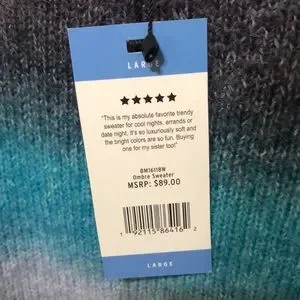 LARGE
★★★★★
"This is my absolute favorite trendy
sweater for cool nights, errands or
date night. It's so luxuriously soft and
the bright colors are so fun. Buying
one for my sister too!"
BM1611BW
Ombre Sweater
MSRP: $89.00
1 92115 86416 2
LARGE